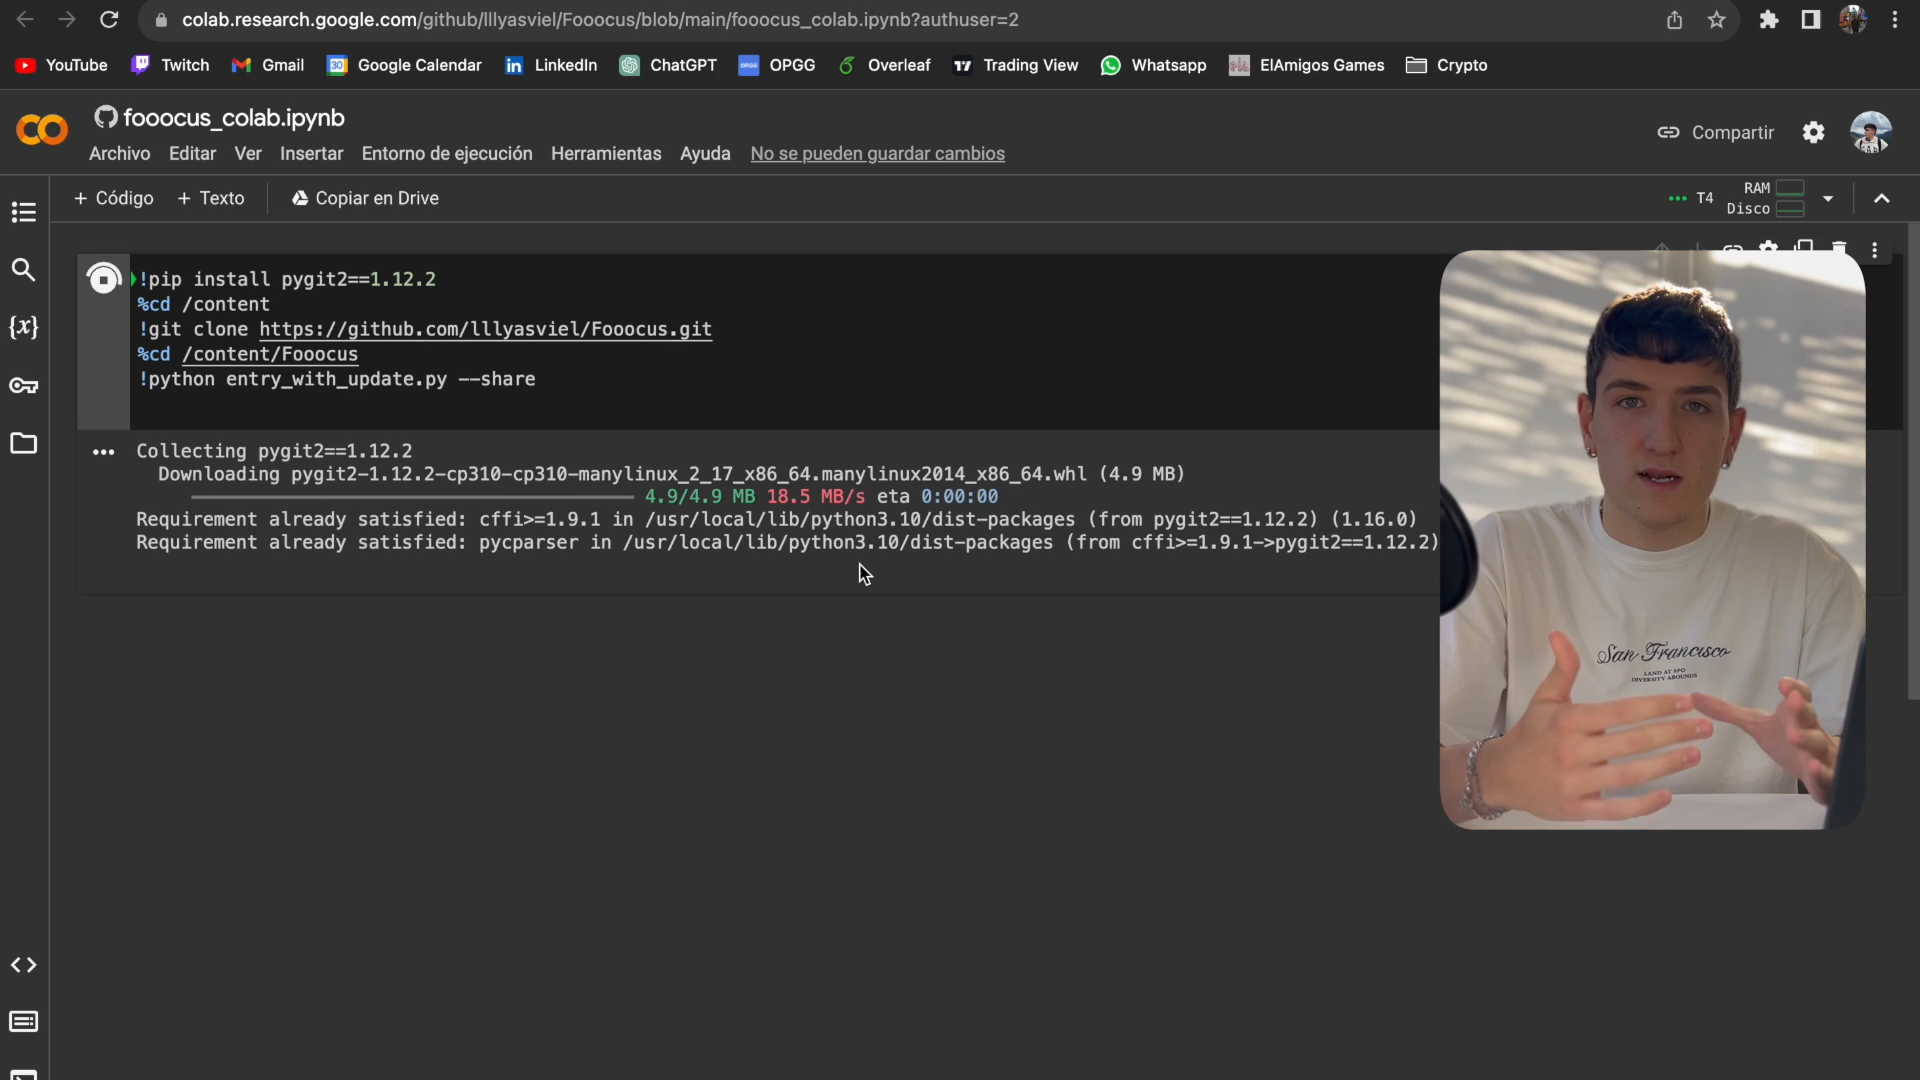 colab.research.google.com/github/lllyasviel/Fooocus/blob/main/fooocus_colab.ipynb?authuser=2
YouTube Twitch Gmail 30 Google Calendar LinkedIn ChatGPT OPGG Overleaf Trading View Whatsapp ElAmigos Games Crypto
fooocus_colab.ipynb
Compartir
Archivo Editar Ver Insertar Entorno de ejecución Herramientas Ayuda No se pueden guardar cambios
+ Código + Texto Copiar en Drive
T4 RAM
Disco
!pip install pygit2==1.12.2
%cd /content
!git clone https://github.com/lllyasviel/Fooocus.git
%cd /content/Fooocus
!python entry_with_update.py --share
Collecting pygit2==1.12.2
Downloading pygit2-1.12.2-cp310-cp310-manylinux_2_17_x86_64.manylinux2014_x86_64.whl (4.9 MB)
4.9/4.9 MB 18.5 MB/s eta 0:00:00
Requirement already satisfied: cffi>=1.9.1 in /usr/local/lib/python3.10/dist-packages (from pygit2==1.12.2) (1.16.0)
Requirement already satisfied: pycparser in /usr/local/lib/python3.10/dist-packages (from cffi>=1.9.1->pygit2==1.12.2)
San Francisco
LAND AT SFO
DIVERSITY ABOUNDS